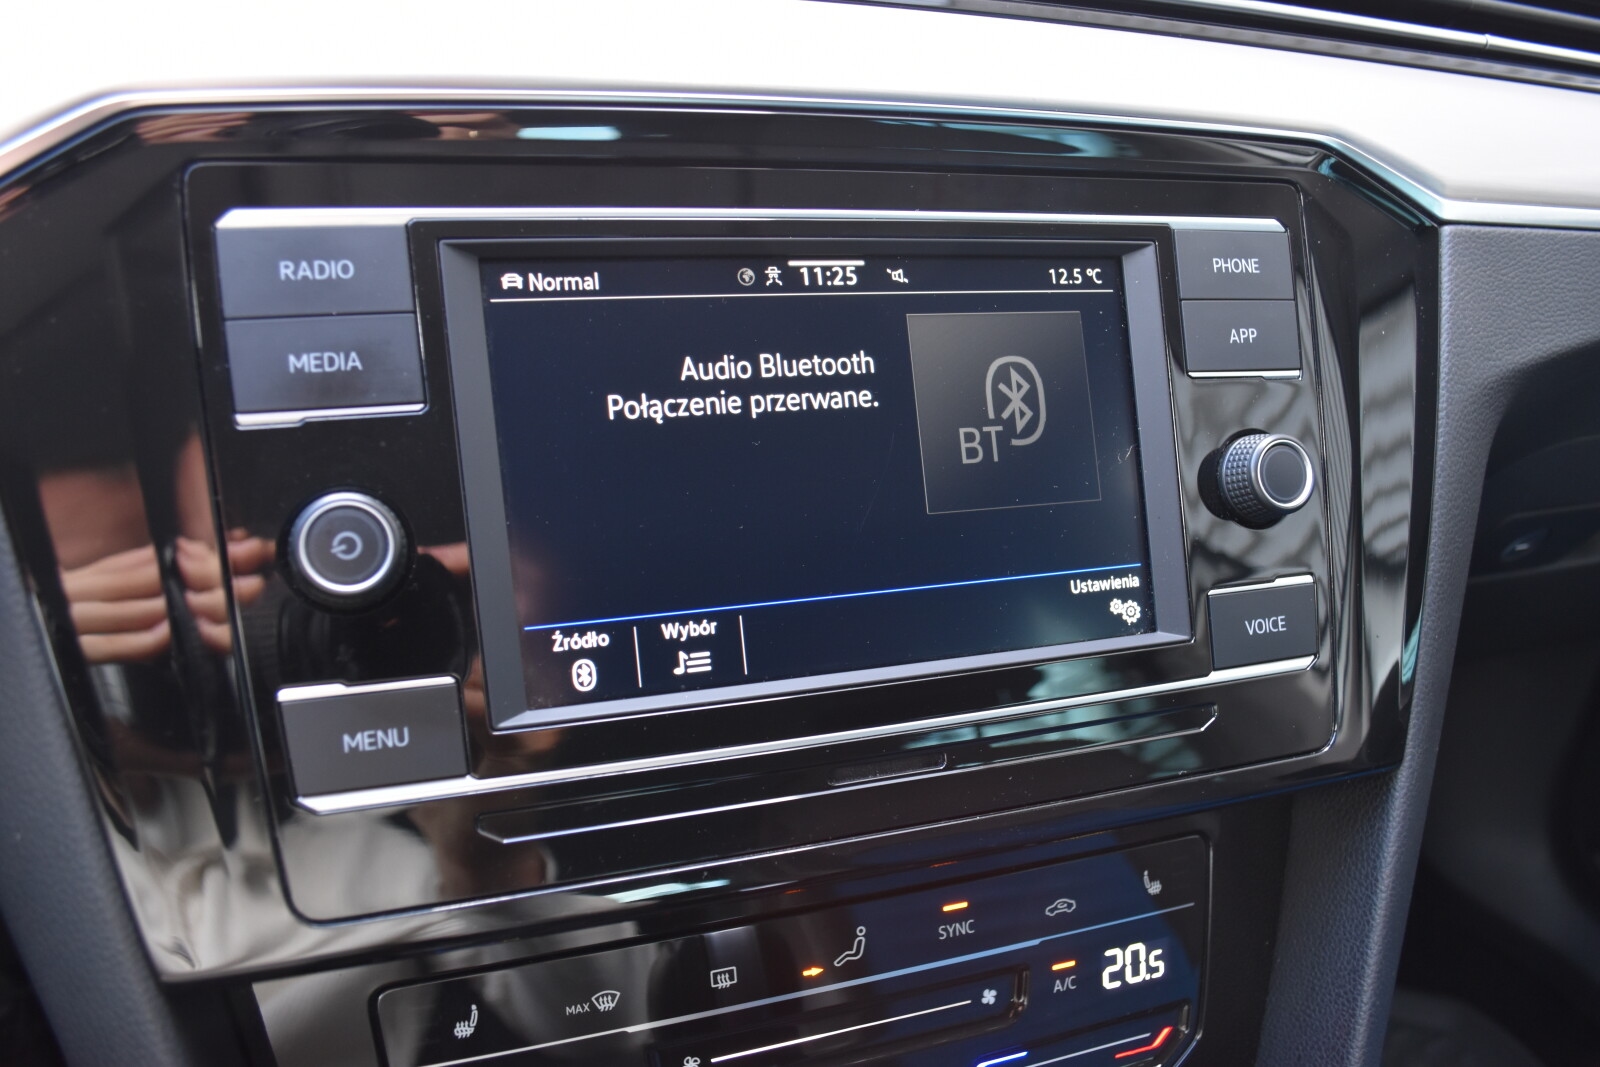 RADIO
MEDIA
MENU
Normal
11:25
12.5 °C
Audio Bluetooth
Połączenie przerwane.
BT
Źródło
Wybór
Ustawienia
PHONE
APP
VOICE
MAX
SYNC
A/C
20.5